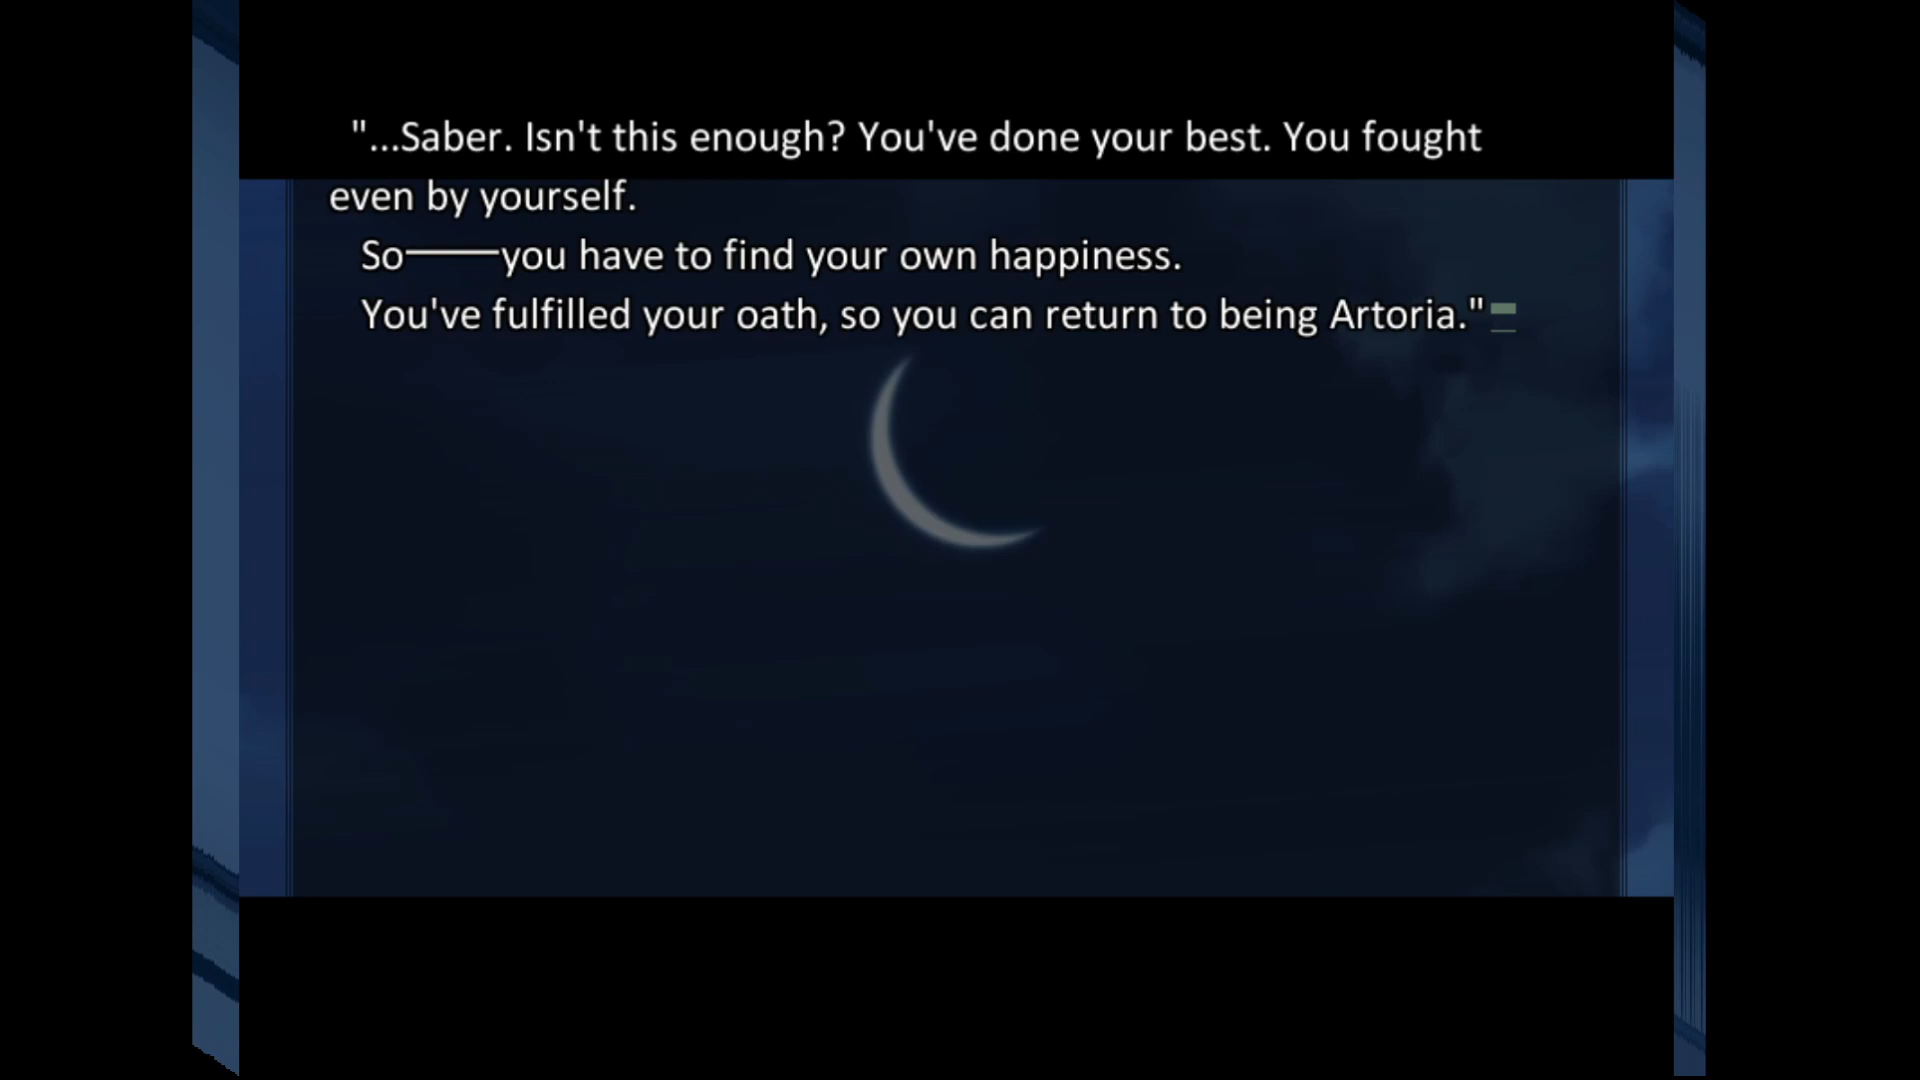 "...Saber. Isn't this enough? You've done your best. You fought
even by yourself.
So───you have to find your own happiness.
You've fulfilled your oath, so you can return to being Artoria."